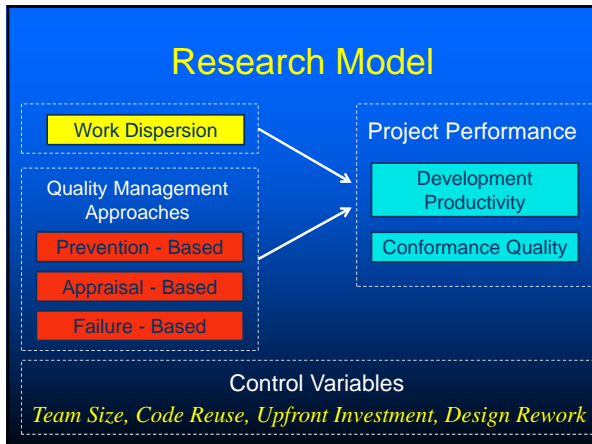 Research Model
Work Dispersion
Quality Management
Approaches
Prevention - Based
Appraisal - Based
Failure - Based
Project Performance
Development
Productivity
Conformance Quality
Control Variables
Team Size, Code Reuse, Upfront Investment, Design Rework